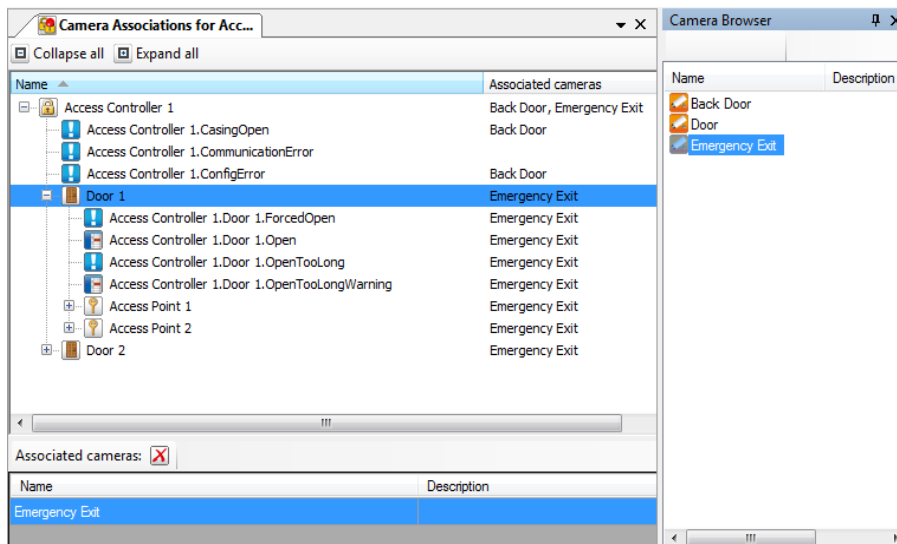 Camera Associations for Acc...
Collapse all Expand all
Name Associated cameras
Access Controller 1 Back Door, Emergency Exit
Access Controller 1.CasingOpen Back Door
Access Controller 1.CommunicationError
Access Controller 1.ConfigError Back Door
Door 1 Emergency Exit
Access Controller 1.Door 1.ForcedOpen Emergency Exit
Access Controller 1.Door 1.Open Emergency Exit
Access Controller 1.Door 1.OpenTooLong Emergency Exit
Access Controller 1.Door 1.OpenTooLongWarning Emergency Exit
Access Point 1 Emergency Exit
Access Point 2 Emergency Exit
Door 2 Emergency Exit
Associated cameras:
Name Description
Emergency Exit
Camera Browser
Name Description
Back Door
Door
Emergency Exit